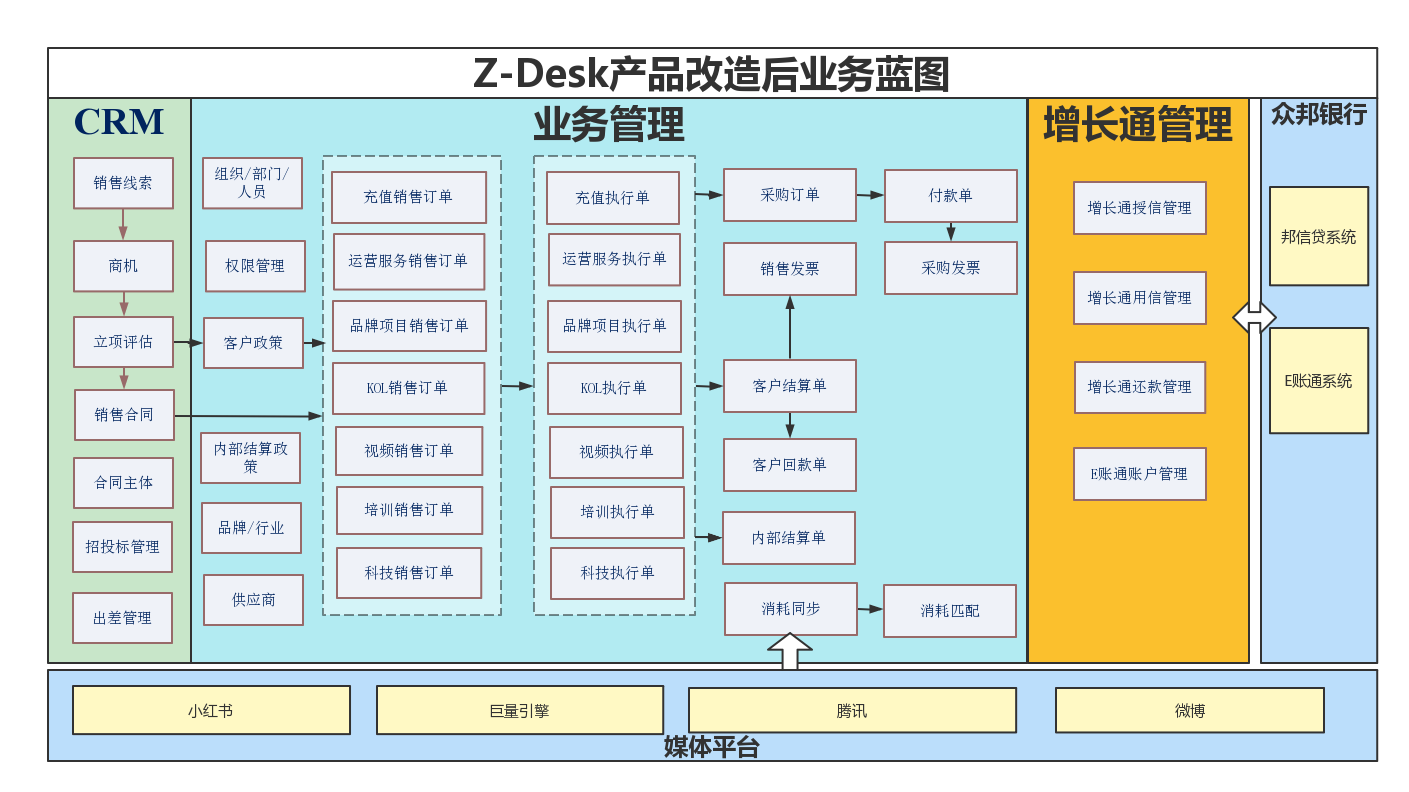 Z-Desk产品改造后业务蓝图
CRM
销售线索
商机
立项评估
销售合同
合同主体
招投标管理
出差管理
业务管理
组织/部门/
人员
权限管理
客户政策
内部结算政
策
品牌/行业
供应商
充值销售订单
运营服务销售订单
品牌项目销售订单
KOL销售订单
视频销售订单
培训销售订单
科技销售订单
充值执行单
运营服务执行单
品牌项目执行单
KOL执行单
视频执行单
培训执行单
科技执行单
采购订单
付款单
销售发票
采购发票
客户结算单
客户回款单
内部结算单
消耗同步
消耗匹配
增长通管理
增长通授信管理
增长通用信管理
增长通还款管理
E账通账户管理
众邦银行
邦信贷系统
E账通系统
小红书
巨量引擎
腾讯
微博
媒体平台